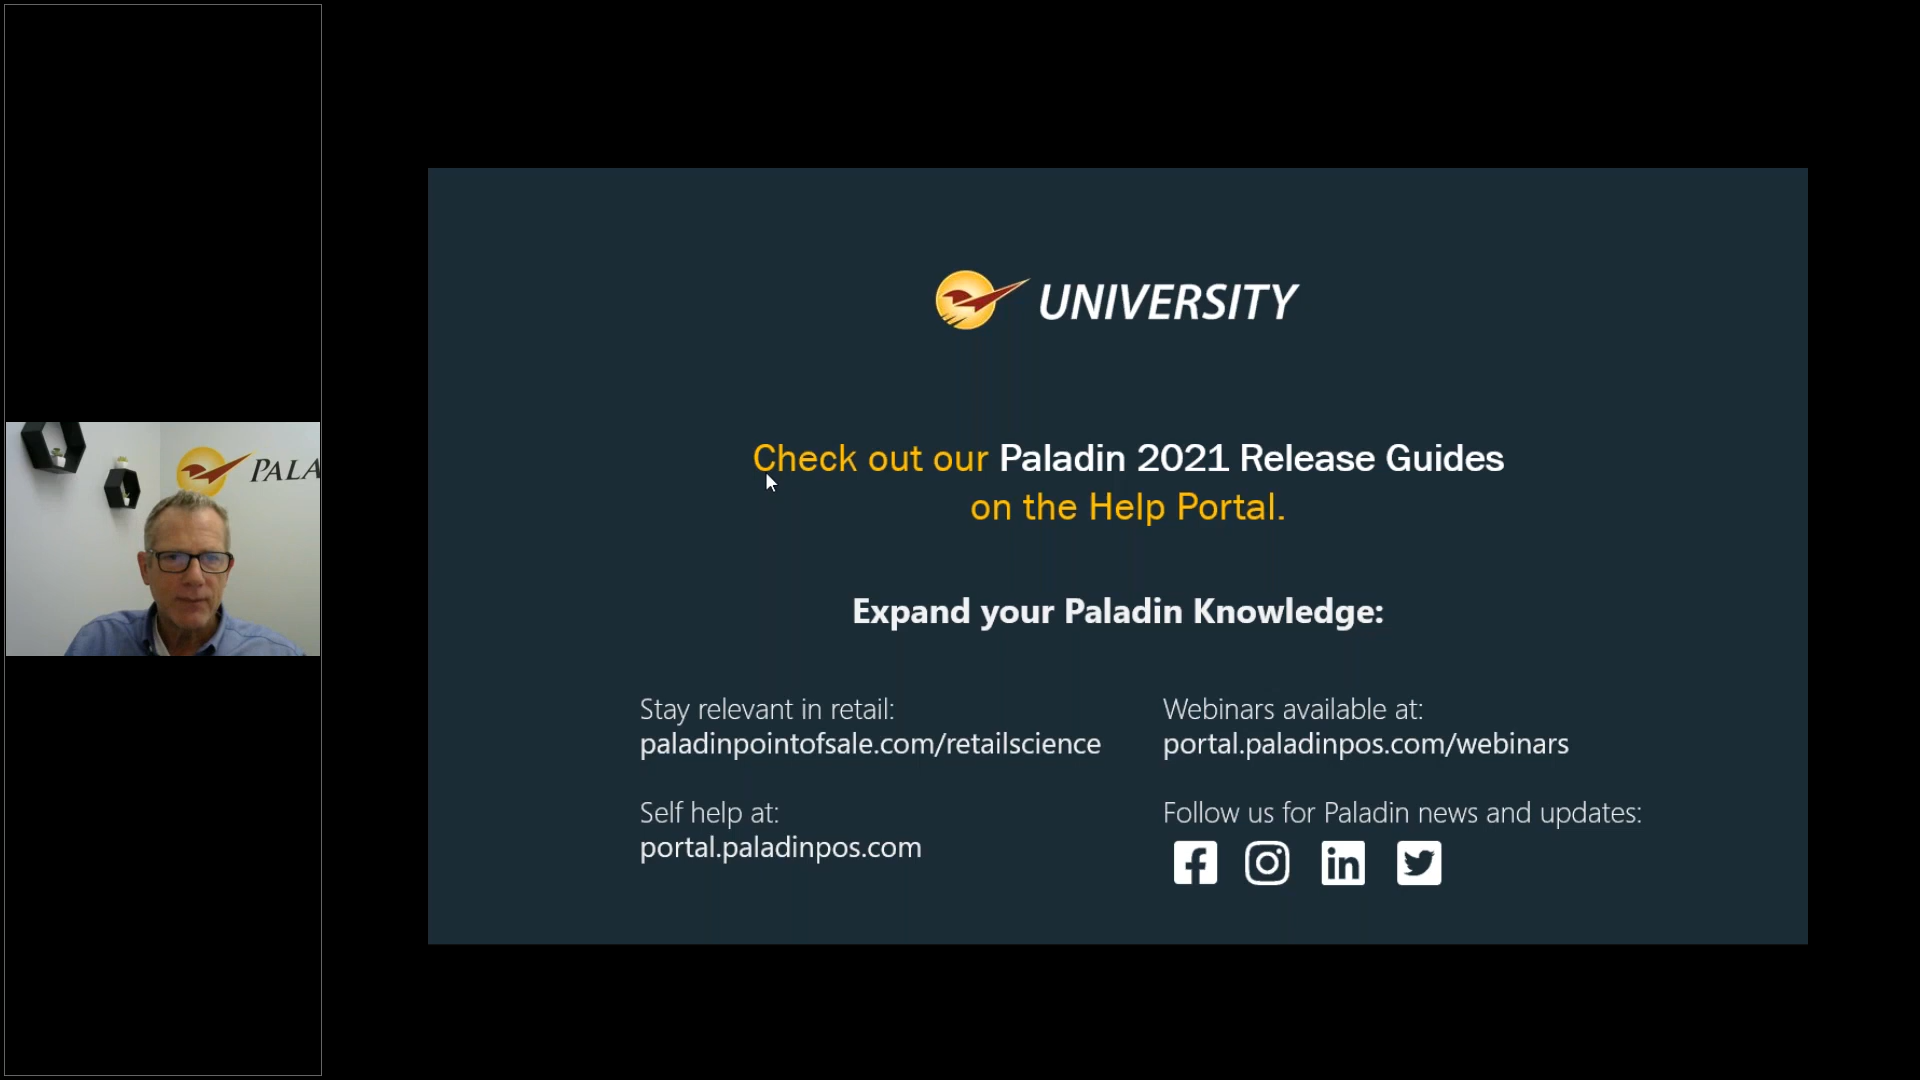 PALA
UNIVERSITY
Check out our Paladin 2021 Release Guides
on the Help Portal.
Expand your Paladin Knowledge:
Stay relevant in retail:
paladinpointofsale.com/retailscience
Self help at:
portal.paladinpos.com
Webinars available at:
portal.paladinpos.com/webinars
Follow us for Paladin news and updates: